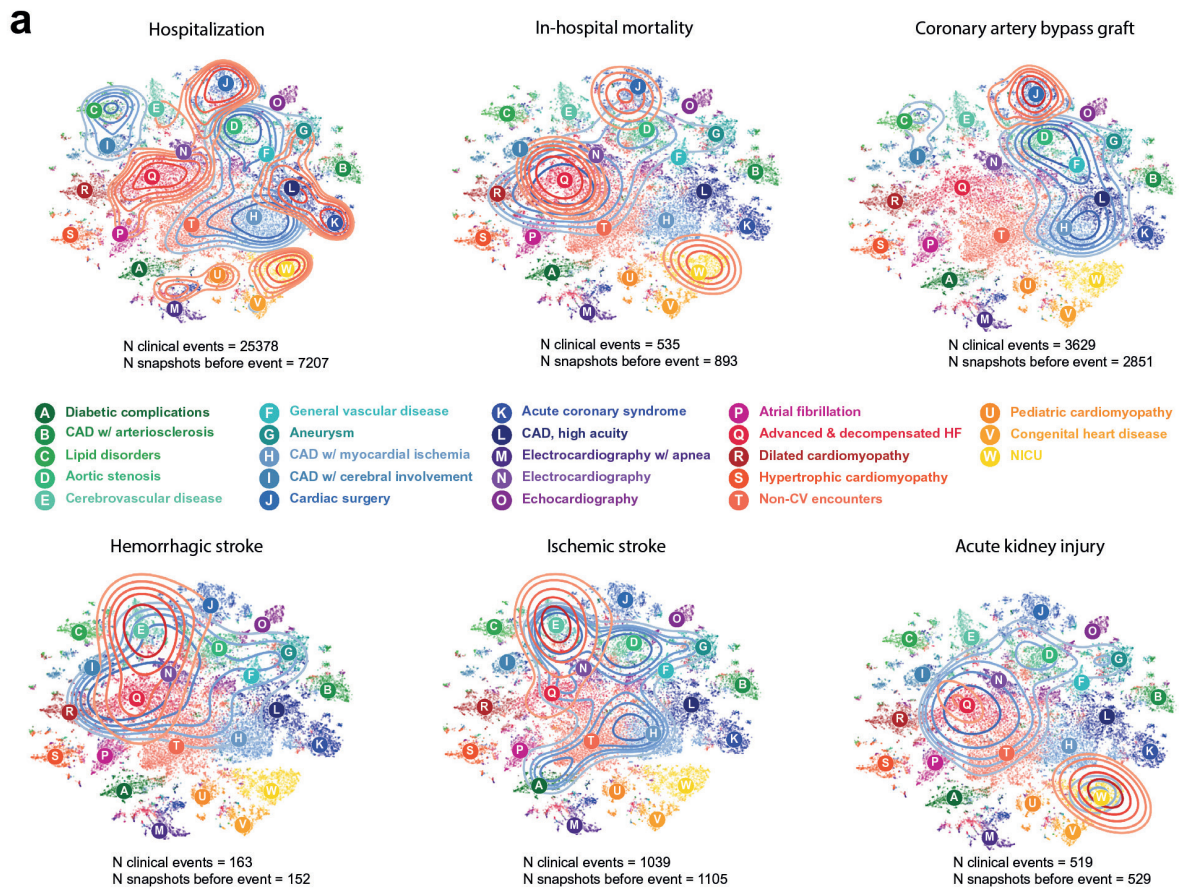 a
Hospitalization
In-hospital mortality
Coronary artery bypass graft
J
C
E
O
D
G
I
N
F
B
Q
L
R
H
K
T
S
P
A
U
W
M
V
J
O
C
E
D
G
I
N
F
B
Q
L
R
H
K
T
S
P
A
U
W
M
V
J
O
C
E
D
G
I
N
F
B
Q
L
R
H
K
T
S
P
A
U
W
M
V
N clinical events = 25378
N snapshots before event = 7207
N clinical events = 535
N snapshots before event = 893
N clinical events = 3629
N snapshots before event = 2851
A Diabetic complications
B CAD w/ arteriosclerosis
C Lipid disorders
D Aortic stenosis
E Cerebrovascular disease
F General vascular disease
G Aneurysm
H CAD w/ myocardial ischemia
I CAD w/ cerebral involvement
J Cardiac surgery
K Acute coronary syndrome
L CAD, high acuity
M Electrocardiography w/ apnea
N Electrocardiography
O Echocardiography
P Atrial fibrillation
Q Advanced & decompensated HF
R Dilated cardiomyopathy
S Hypertrophic cardiomyopathy
T Non-CV encounters
U Pediatric cardiomyopathy
V Congenital heart disease
W NICU
Hemorrhagic stroke
Ischemic stroke
Acute kidney injury
J
O
C
E
D
G
I
N
F
B
Q
L
R
H
K
T
S
P
A
U
W
M
V
J
O
C
E
D
G
I
N
F
B
Q
L
R
H
K
T
S
P
A
U
W
M
V
J
O
C
E
D
G
I
N
F
B
Q
L
R
H
K
T
S
P
A
U
W
M
V
N clinical events = 163
N snapshots before event = 152
N clinical events = 1039
N snapshots before event = 1105
N clinical events = 519
N snapshots before event = 529